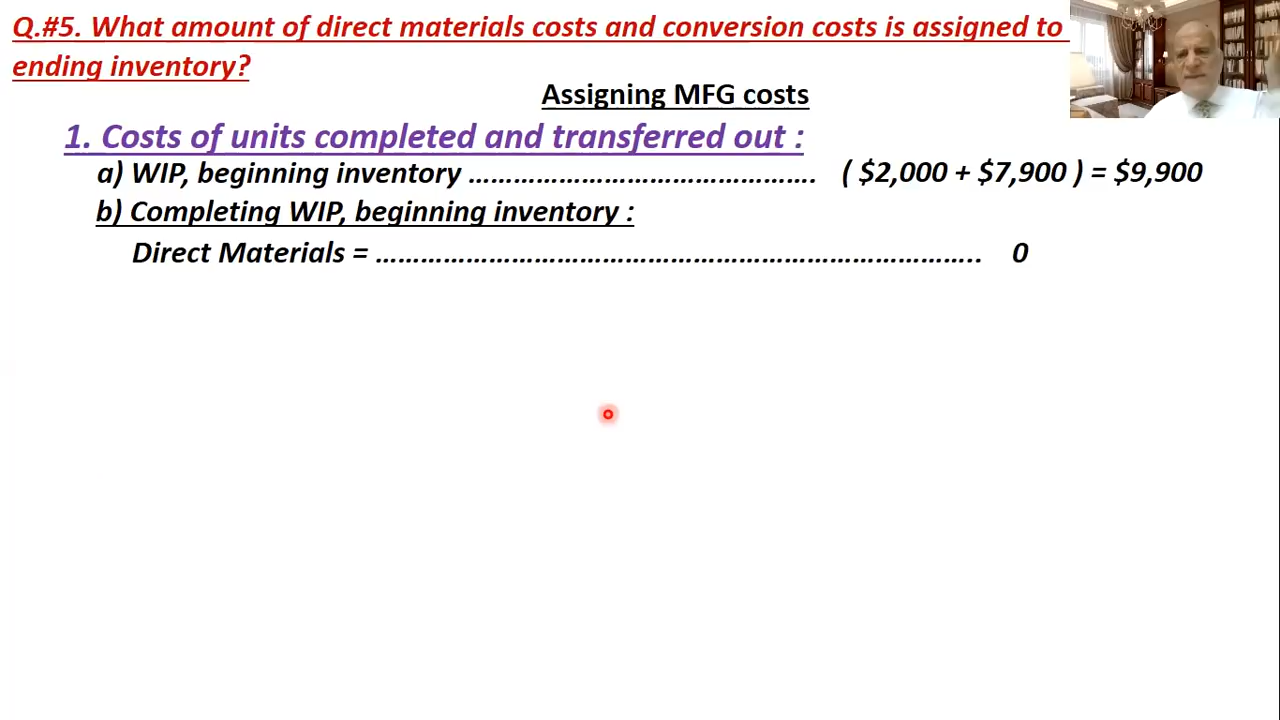 Q.#5. What amount of direct materials costs and conversion costs is assigned to
ending inventory?
Assigning MFG costs
1. Costs of units completed and transferred out :
a) WIP, beginning inventory ………………………………………. ( $2,000 + $7,900 ) = $9,900
b) Completing WIP, beginning inventory :
Direct Materials = …………………………………………………………………….. 0